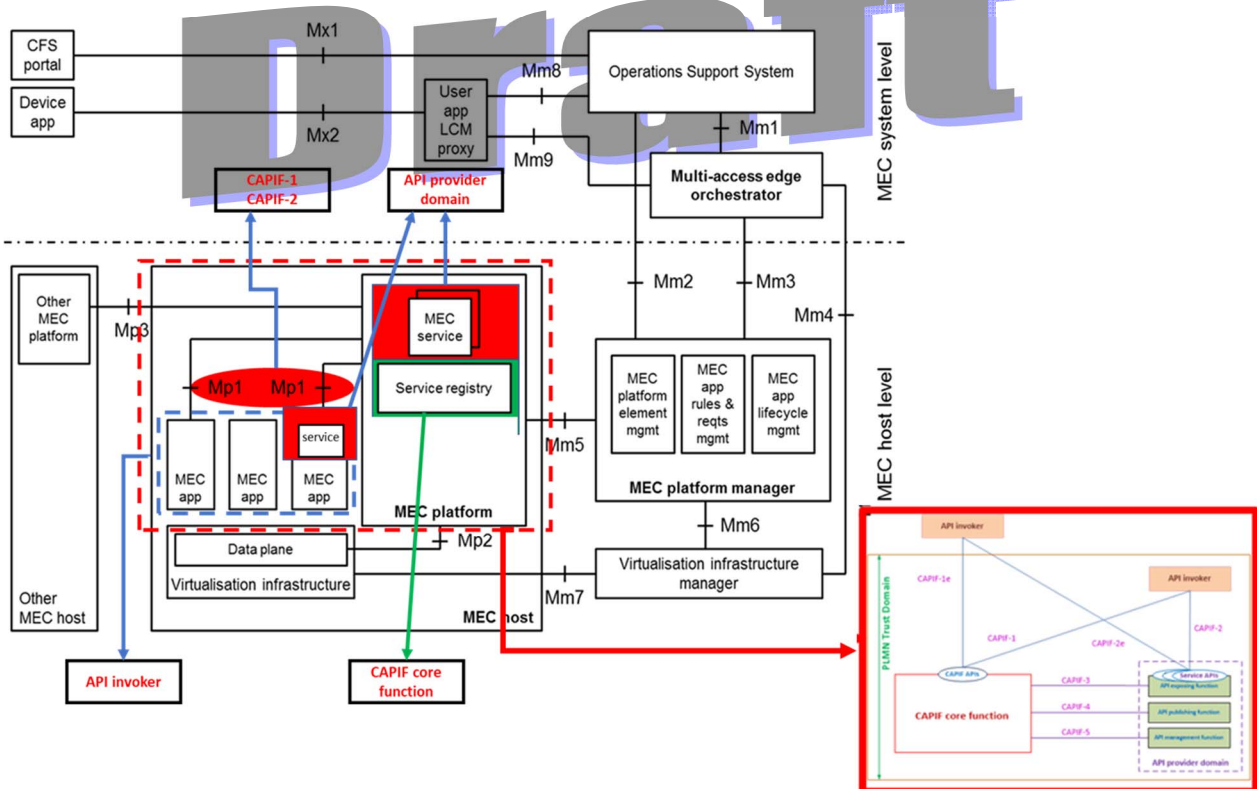 Draft
CFS
portal
Mx1
Operations Support System
Mm8
Device
app
User
app
LCM
proxy
Mx2
Mm9
Mm1
Multi-access edge
orchestrator
MEC system level
CAPIF-1
CAPIF-2
API provider
domain
Other
MEC
platform
Mp3
MEC
service
Mm2
Mm3
Mm4
Mp1
Mp1
Service registry
MEC
platform
element
mgmt
MEC
app
rules &
reqts
mgmt
MEC
app
lifecycle
mgmt
service
Mm5
MEC
app
MEC
app
MEC
app
MEC platform manager
MEC host level
MEC platform
Mp2
Mm6
Data plane
Virtualisation infrastructure
Virtualisation infrastructure
manager
Mm7
Other
MEC host
MEC host
API invoker
CAPIF core
function
API invoker
API invoker
CAPIF-1e
PLMN Trust Domain
CAPIF-1
CAPIF-2e
CAPIF-2
CAPIF APIs
Service APIs
CAPIF-3
API exposing function
CAPIF core function
CAPIF-4
API publishing function
CAPIF-5
API management function
API provider domain